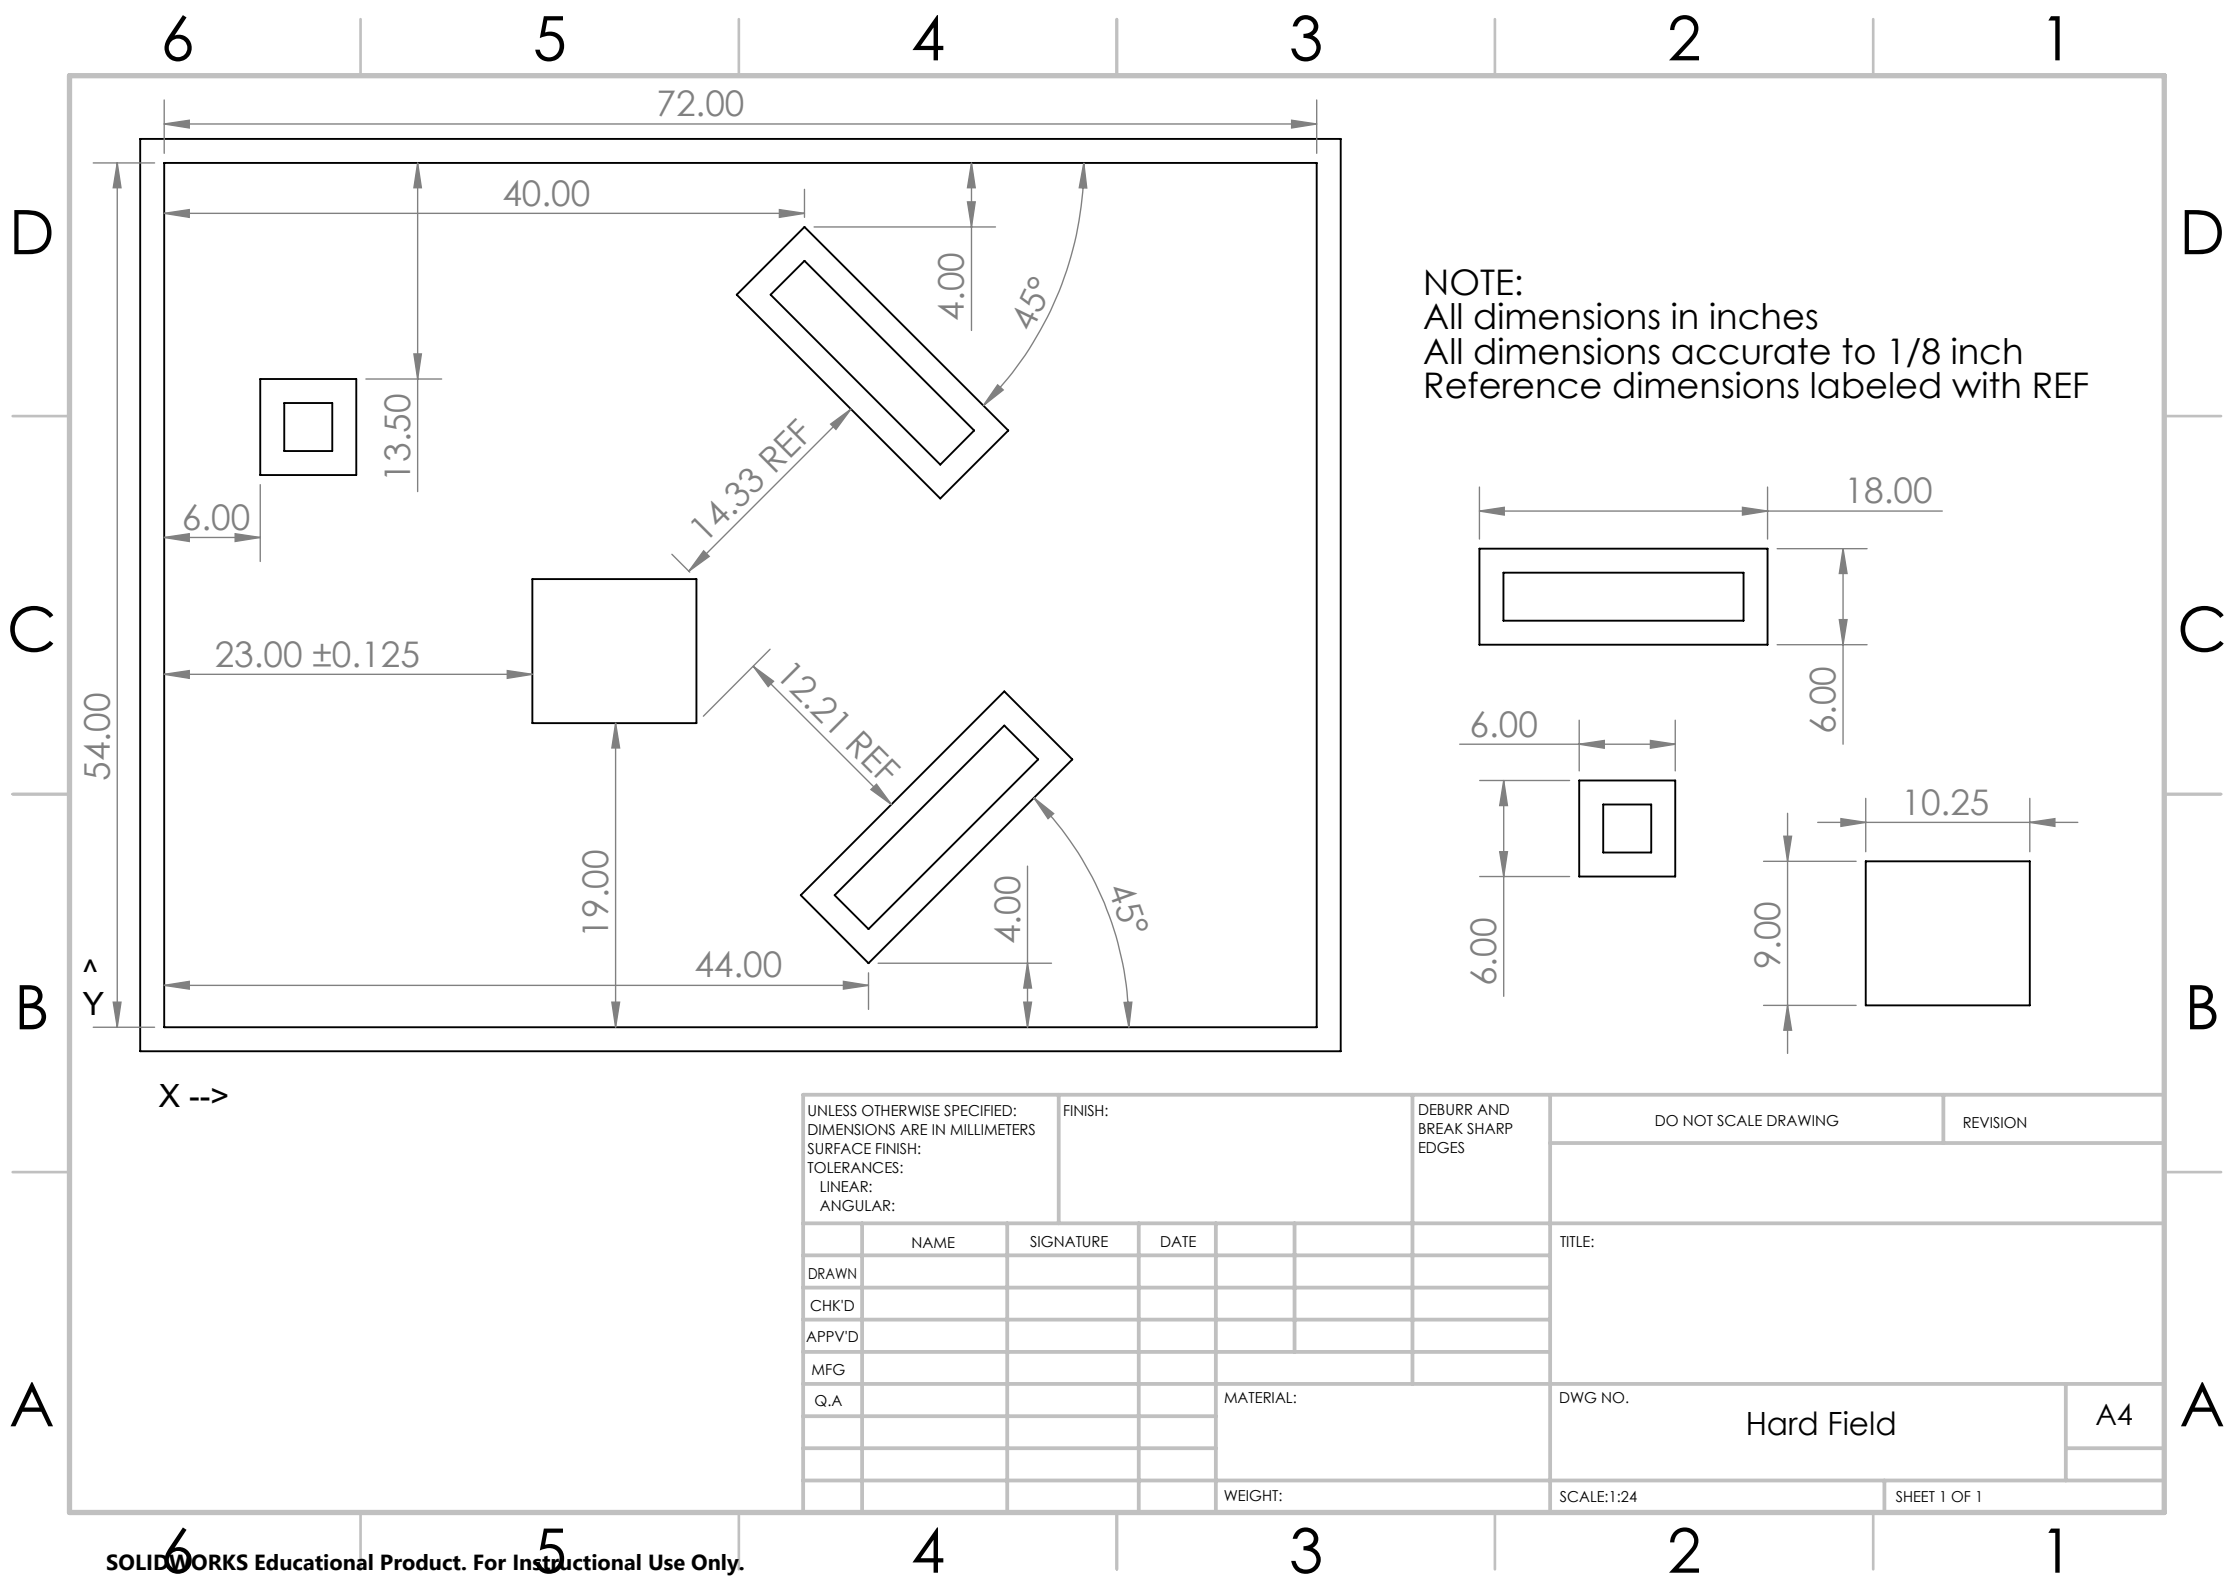 6 5 4 3 2 1
72.00
40.00
D D
4.00
45°
NOTE:
All dimensions in inches
All dimensions accurate to 1/8 inch
Reference dimensions labeled with REF
13.50
14.33 REF
6.00
18.00
C C
23.00 ±0.125
12.21 REF
6.00
54.00
6.00
10.25
19.00
4.00
45°
6.00
9.00
44.00
^
Y
B B
X -->
UNLESS OTHERWISE SPECIFIED:
DIMENSIONS ARE IN MILLIMETERS
SURFACE FINISH:
TOLERANCES:
LINEAR:
ANGULAR:
FINISH:
DEBURR AND
BREAK SHARP
EDGES
DO NOT SCALE DRAWING
REVISION
NAME SIGNATURE DATE
TITLE:
DRAWN
CHK'D
APPV'D
MFG
Q.A
MATERIAL:
DWG NO.
Hard Field
A4
A A
WEIGHT:
SCALE:1:24
SHEET 1 OF 1
6 5 4 3 2 1
SOLIDWORKS Educational Product. For Instructional Use Only.